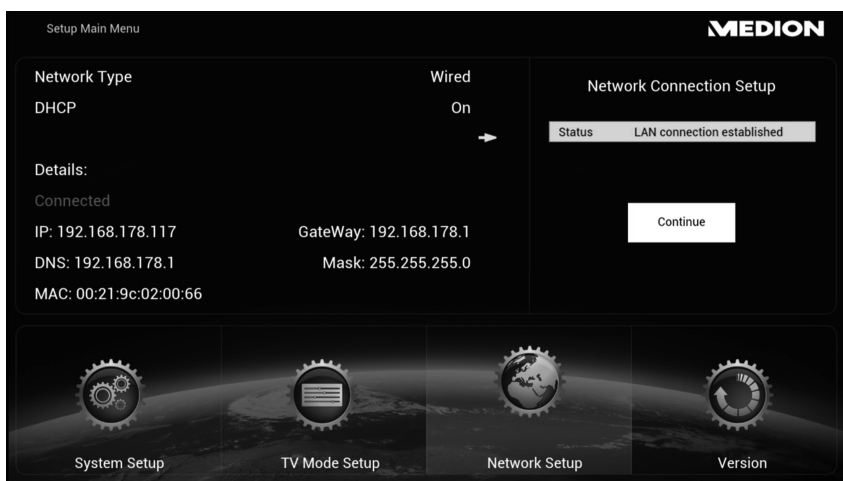 Setup Main Menu
MEDION
Network Type Wired
DHCP On
Details:
Connected
IP: 192.168.178.117 GateWay: 192.168.178.1
DNS: 192.168.178.1 Mask: 255.255.255.0
MAC: 00:21:9c:02:00:66
Network Connection Setup
Status LAN connection established
Continue
System Setup
TV Mode Setup
Network Setup
Version